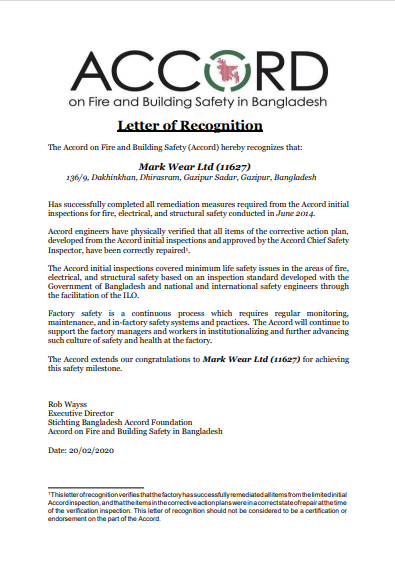 ACCORD
on Fire and Building Safety in Bangladesh
Letter of Recognition
The Accord on Fire and Building Safety (Accord) hereby recognizes that:
Mark Wear Ltd (11627)
136/9, Dakhinkhan, Dhirasram, Gazipur Sadar, Gazipur, Bangladesh
Has successfully completed all remediation measures required from the Accord initial
inspections for fire, electrical, and structural safety conducted in June 2014.
Accord engineers have physically verified that all items of the corrective action plan,
developed from the Accord initial inspections and approved by the Accord Chief Safety
Inspector, have been correctly repaired¹.
The Accord initial inspections covered minimum life safety issues in the areas of fire,
electrical, and structural safety based on an inspection standard developed with the
Government of Bangladesh and national and international safety engineers through
the facilitation of the ILO.
Factory safety is a continuous process which requires regular monitoring,
maintenance, and in-factory safety systems and practices. The Accord will continue to
support the factory managers and workers in institutionalizing and further advancing
such culture of safety and health at the factory.
The Accord extends our congratulations to Mark Wear Ltd (11627) for achieving
this safety milestone.
Rob Wayss
Executive Director
Stichting Bangladesh Accord Foundation
Accord on Fire and Building Safety in Bangladesh
Date: 20/02/2020
¹ This letter of recognition verifies that the factory has successfully remediated all items from the limited initial
Accord inspection, and that the items in the corrective action plans were in a correct state of repair at the time
of the verification inspection. This letter of recognition should not be considered to be a certification or
endorsement on the part of the Accord.